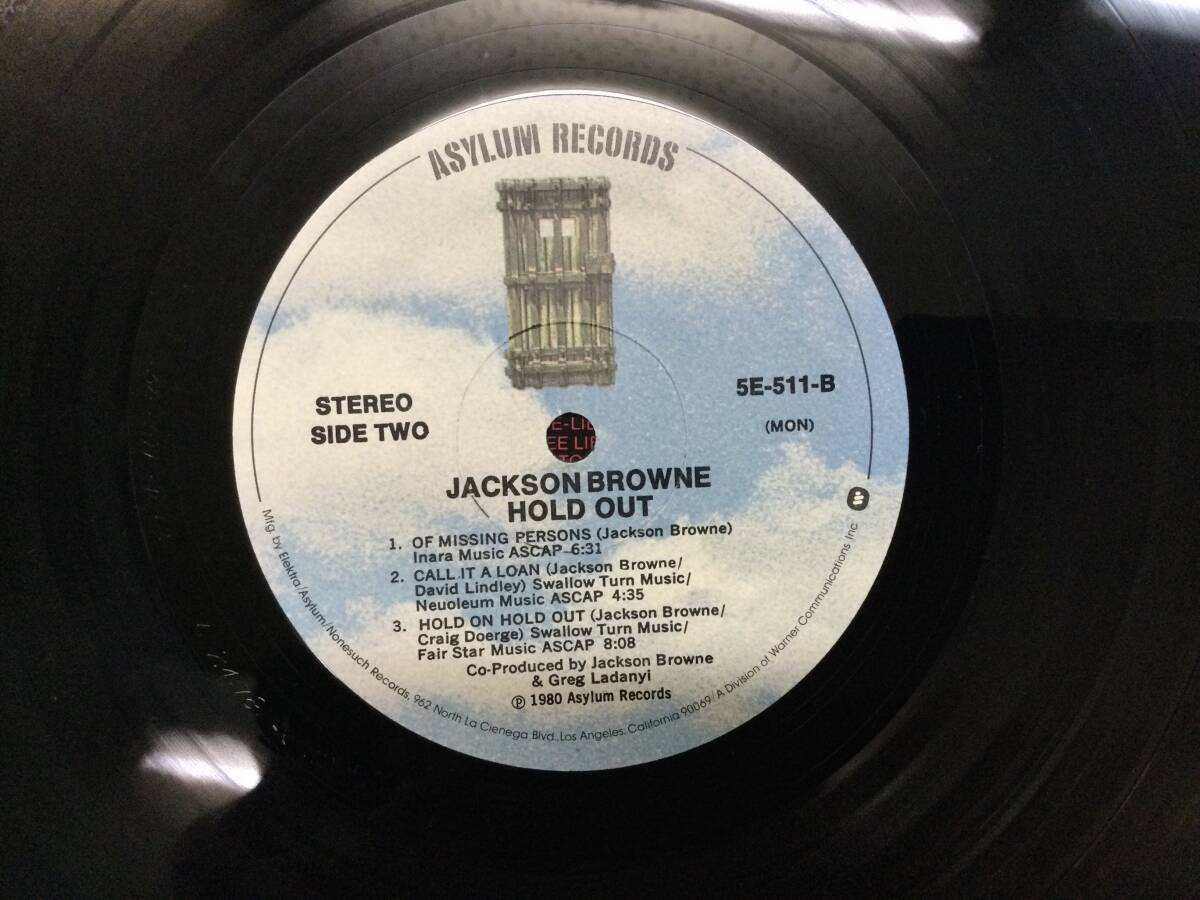 ASYLUM RECORDS
STEREO
SIDE TWO
5E-511-B
(MON)
JACKSON BROWNE
HOLD OUT
1. OF MISSING PERSONS (Jackson Browne)
Inara Music ASCAP 6:31
2. CALL IT A LOAN (Jackson Browne/
David Lindley) Swallow Turn Music/
Neuoleum Music ASCAP 4:35
3. HOLD ON HOLD OUT (Jackson Browne/
Craig Doerge) Swallow Turn Music/
Fair Star Music ASCAP 8:08
Co-Produced by Jackson Browne
& Greg Ladanyi
℗ 1980 Asylum Records
Mfg. by Elektra/Asylum/Nonesuch Records, 962 North La Cienega Blvd., Los Angeles, California 90069/A Division of Warner Communications Inc